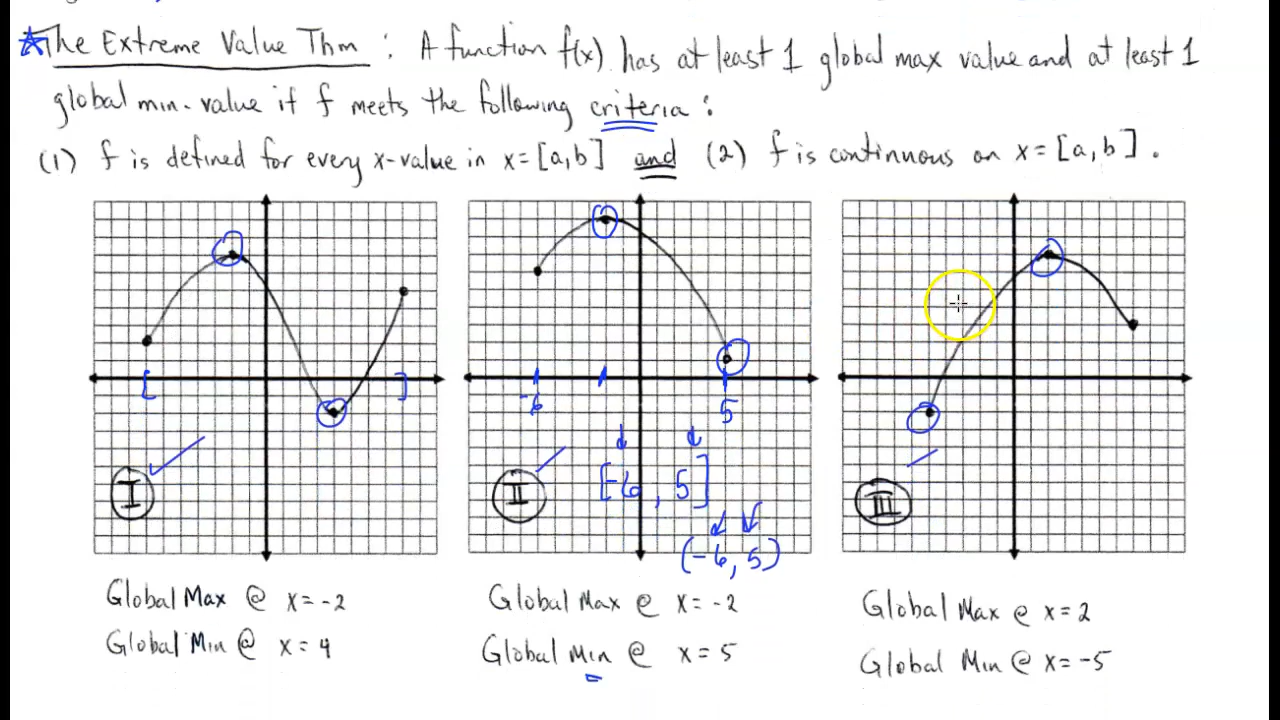 The Extreme Value Thm : A function f(x) has at least 1 global max value and at least 1
global min. value if f meets the following criteria :
(1) f is defined for every x-value in x = [a,b] and (2) f is continuous on x = [a,b].
[ ]
-6 5
[-6, 5]
(-6, 5)
I II III
Global Max @ x = -2 Global Max @ x = -2 Global Max @ x = 2
Global Min @ x = 4 Global Min @ x = 5 Global Min @ x = -5